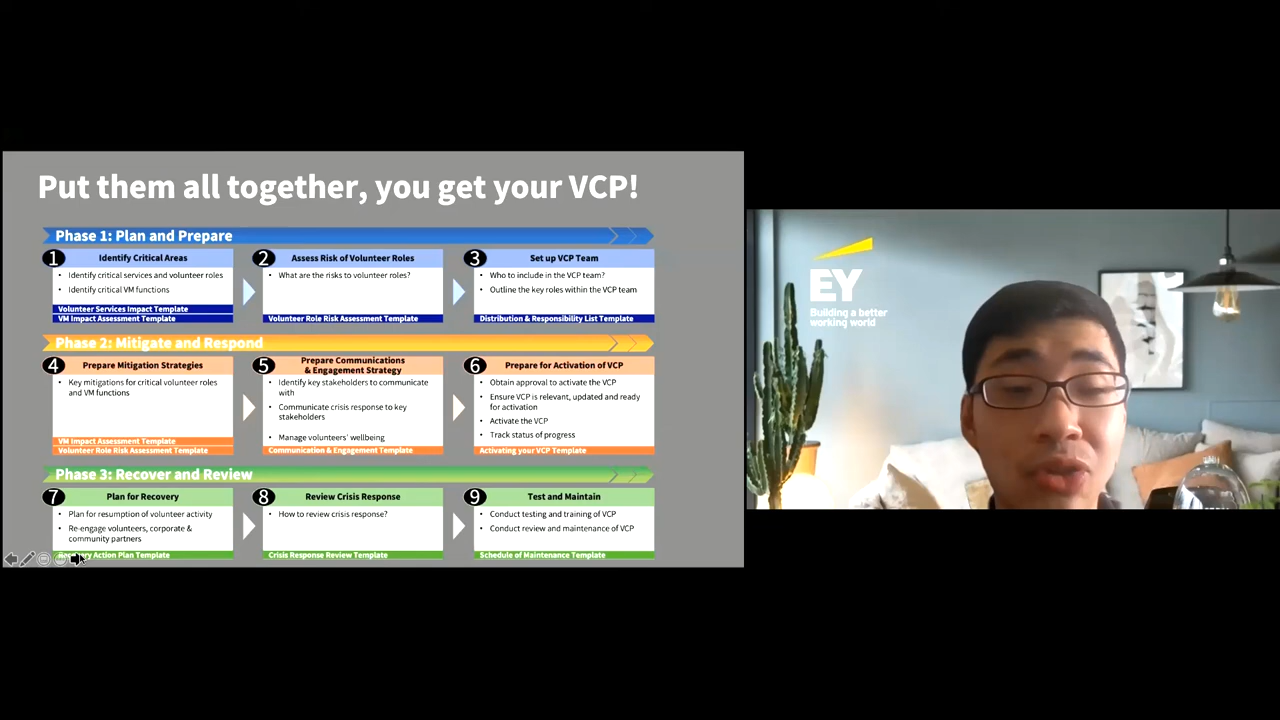 Put them all together, you get your VCP!
Phase 1: Plan and Prepare
1 Identify Critical Areas
• Identify critical services and volunteer roles
• Identify critical VM functions
Volunteer Services Impact Template
VM Impact Assessment Template
2 Assess Risk of Volunteer Roles
• What are the risks to volunteer roles?
Volunteer Role Risk Assessment Template
3 Set up VCP Team
• Who to include in the VCP team?
• Outline the key roles within the VCP team
Distribution & Responsibility List Template
Phase 2: Mitigate and Respond
4 Prepare Mitigation Strategies
• Key mitigations for critical volunteer roles
and VM functions
VM Impact Assessment Template
Volunteer Role Risk Assessment Template
5 Prepare Communications
& Engagement Strategy
• Identify key stakeholders to communicate
with
• Communicate crisis response to key
stakeholders
• Manage volunteers' wellbeing
Communication & Engagement Template
6 Prepare for Activation of VCP
• Obtain approval to activate the VCP
• Ensure VCP is relevant, updated and ready
for activation
• Activate the VCP
• Track status of progress
Activating your VCP Template
Phase 3: Recover and Review
7 Plan for Recovery
• Plan for resumption of volunteer activity
• Re-engage volunteers, corporate &
community partners
Recovery Action Plan Template
8 Review Crisis Response
• How to review crisis response?
Crisis Response Review Template
9 Test and Maintain
• Conduct testing and training of VCP
• Conduct review and maintenance of VCP
Schedule of Maintenance Template
EY
Building a better
working world